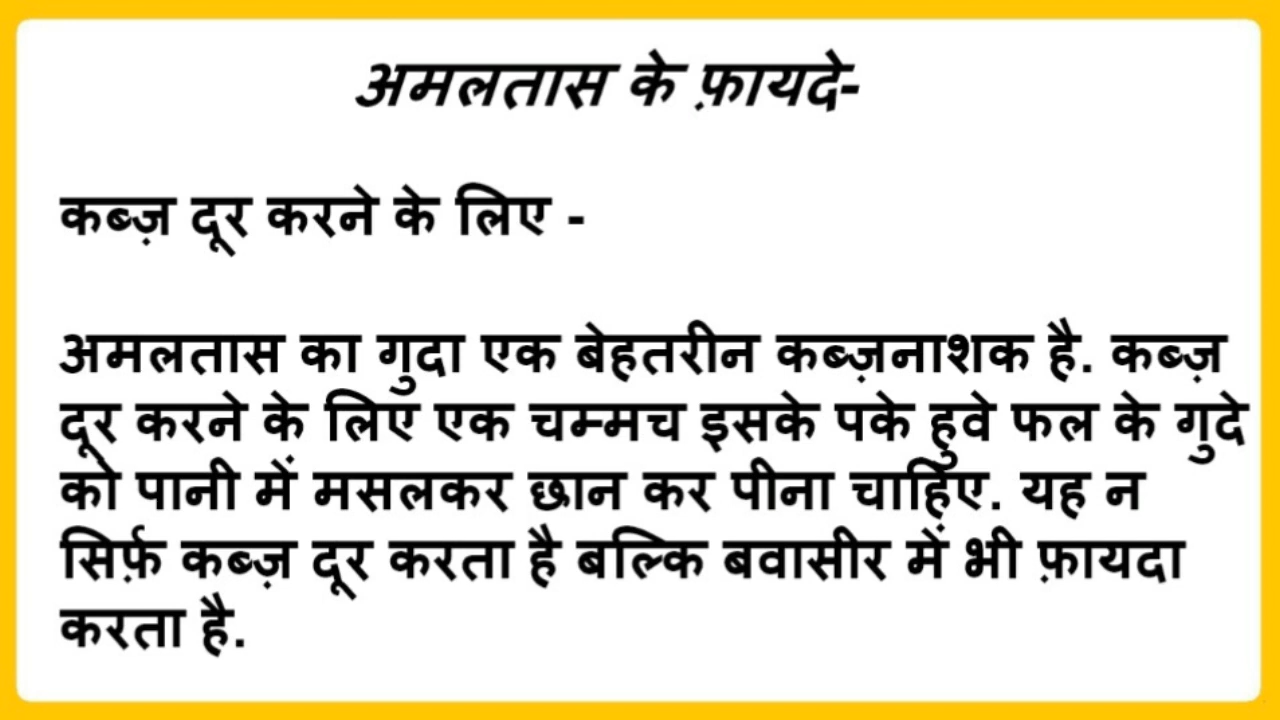 अमलतास के फ़ायदे-
कब्ज़ दूर करने के लिए -
अमलतास का गुदा एक बेहतरीन कब्ज़नाशक है. कब्ज़
दूर करने के लिए एक चम्मच इसके पके हुवे फल के गुदे
को पानी में मसलकर छान कर पीना चाहिए. यह न
सिर्फ़ कब्ज़ दूर करता है बल्कि बवासीर में भी फ़ायदा
करता है.